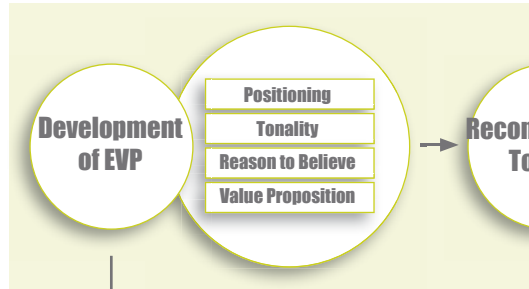 Development
of EVP
Positioning
Tonality
Reason to Believe
Value Proposition